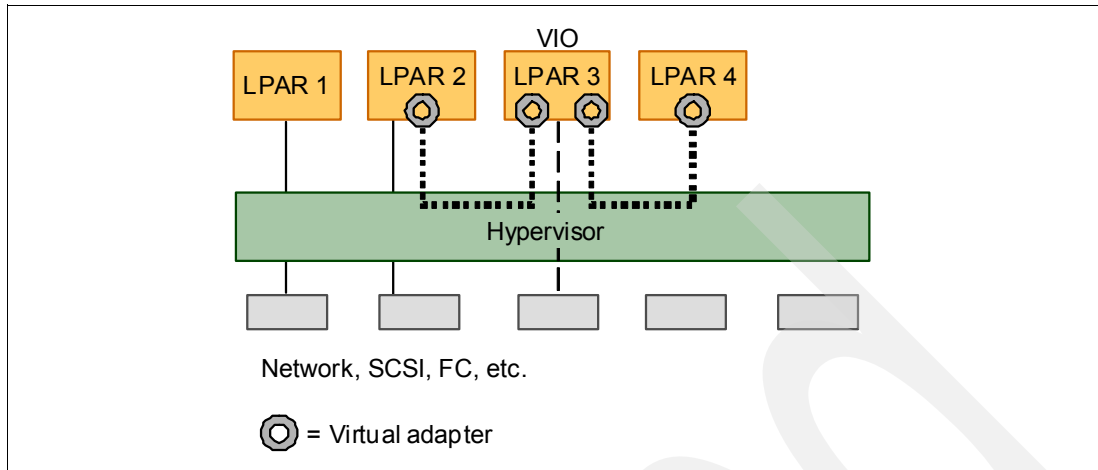 VIO
LPAR 1
LPAR 2
LPAR 3
LPAR 4
Hypervisor
Network, SCSI, FC, etc.
= Virtual adapter